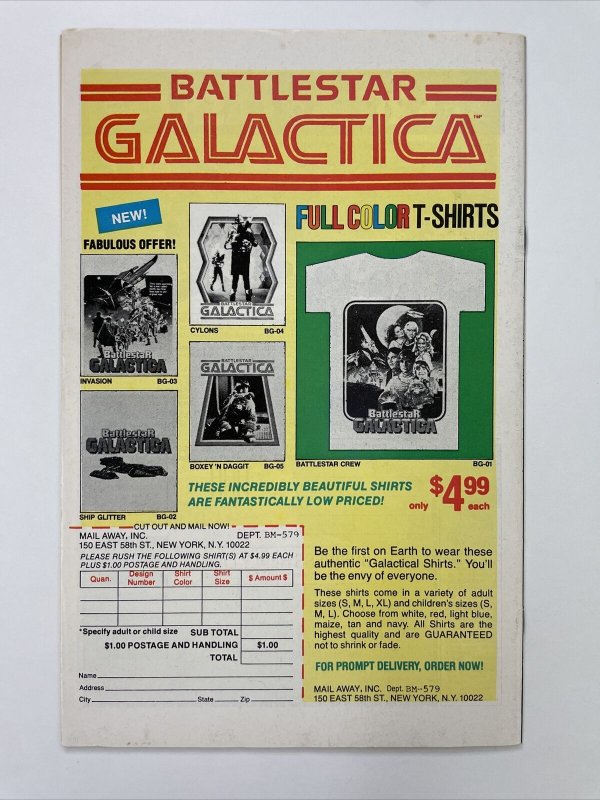 BATTLESTAR
GALACTICA™
NEW!
FABULOUS OFFER!
FULL COLOR T-SHIRTS
BattlestaR
GALACTICA
INVASION BG-03
BATTLESTAR
GALACTICA
CYLONS BG-04
BattlestaR
GALACTICA
SHIP GLITTER BG-02
BATTLESTAR
GALACTICA
BOXEY 'N DAGGIT BG-05
BattlestaR
GALACTICA
BATTLESTAR CREW BG-01
THESE INCREDIBLY BEAUTIFUL SHIRTS
ARE FANTASTICALLY LOW PRICED!
only $4.99 each
CUT OUT AND MAIL NOW!
MAIL AWAY, INC. DEPT. BM-579
150 EAST 58th ST., NEW YORK, N.Y. 10022
PLEASE RUSH THE FOLLOWING SHIRT(S) AT $4.99 EACH
PLUS $1.00 POSTAGE AND HANDLING.
Quan. Design Number Shirt Color Shirt Size $ Amount $
*Specify adult or child size SUB TOTAL
$1.00 POSTAGE AND HANDLING $1.00
TOTAL
Name
Address
City State Zip
Be the first on Earth to wear these
authentic "Galactical Shirts." You'll
be the envy of everyone.
These shirts come in a variety of adult
sizes (S, M, L, XL) and children's sizes (S,
M, L). Choose from white, red, light blue,
maize, tan and navy. All Shirts are the
highest quality and are GUARANTEED
not to shrink or fade.
FOR PROMPT DELIVERY, ORDER NOW!
MAIL AWAY, INC. Dept. BM-579
150 EAST 58th ST., NEW YORK, N.Y. 10022